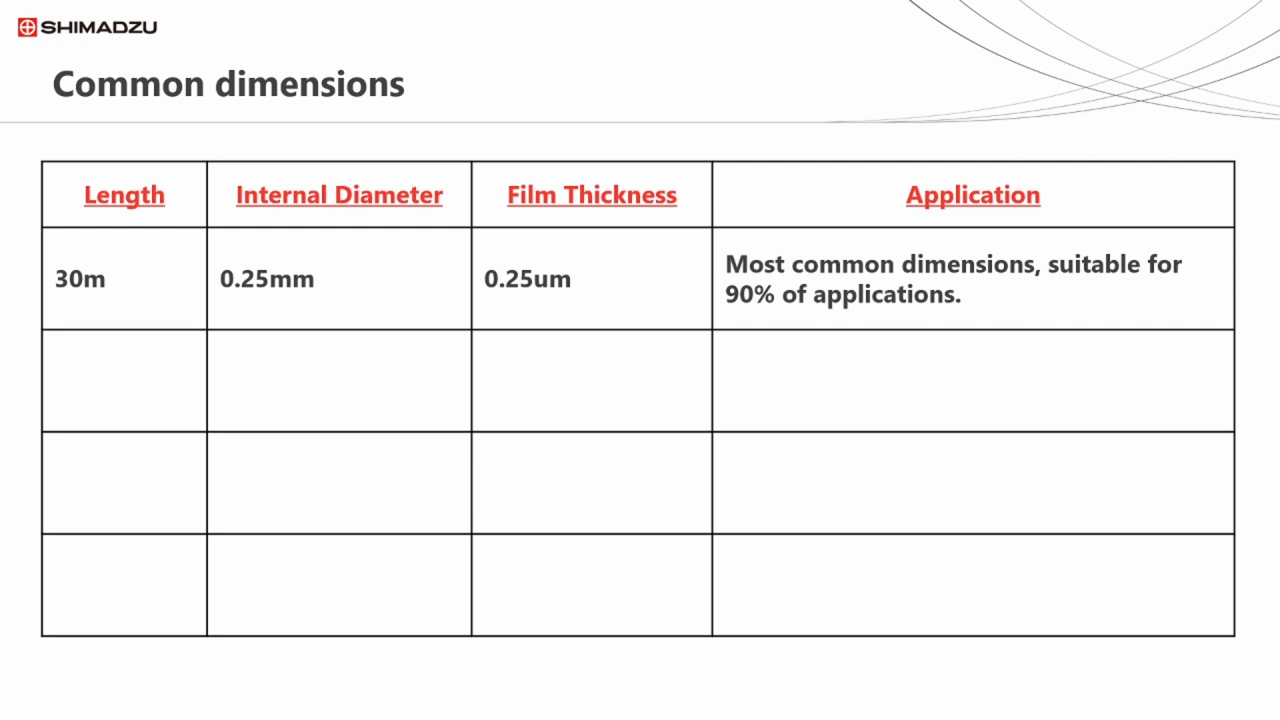 SHIMADZU
Common dimensions
Length Internal Diameter Film Thickness Application
30m 0.25mm 0.25um Most common dimensions, suitable for
90% of applications.